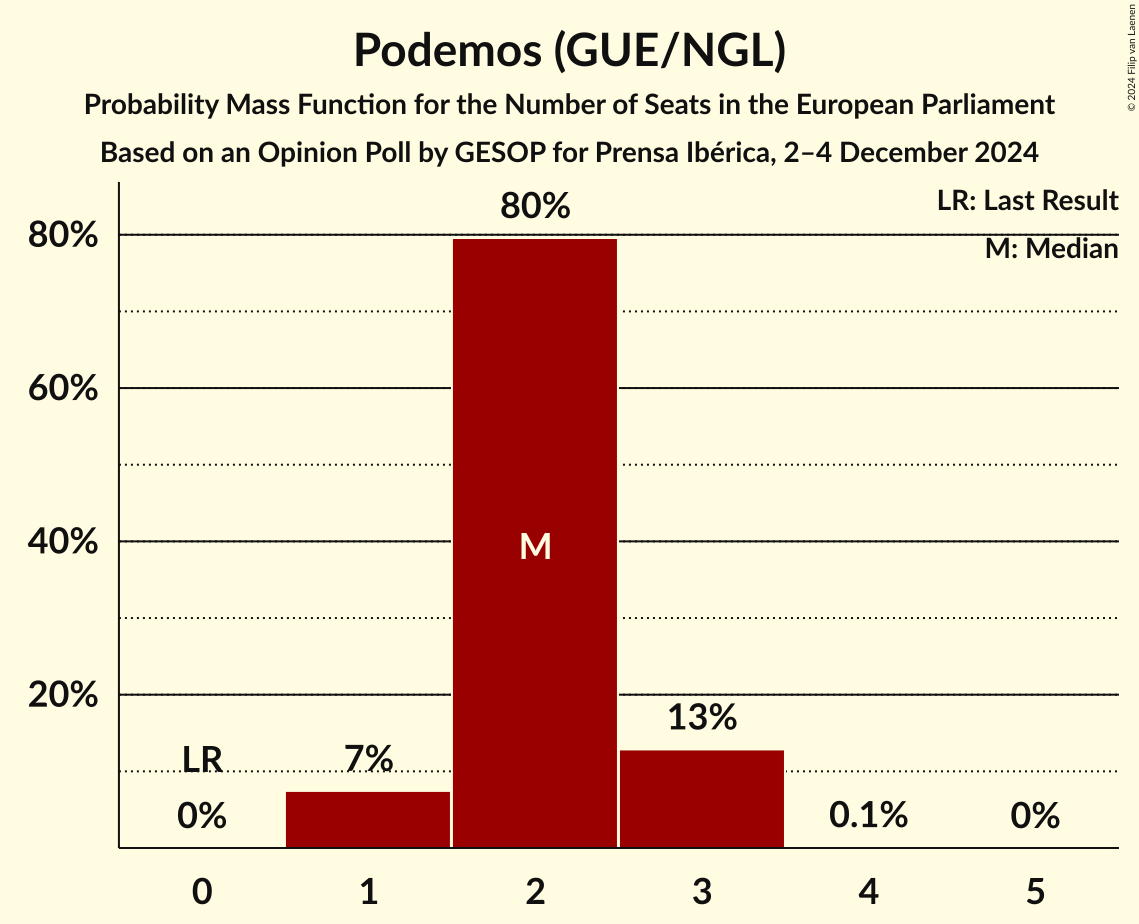 Podemos (GUE/NGL)
Probability Mass Function for the Number of Seats in the European Parliament
Based on an Opinion Poll by GESOP for Prensa Ibérica, 2–4 December 2024
© 2024 Filip van Laenen
LR: Last Result
M: Median
80%
80%
60%
40%
M
20%
13%
LR
7%
0%
0.1%
0%
0
1
2
3
4
5